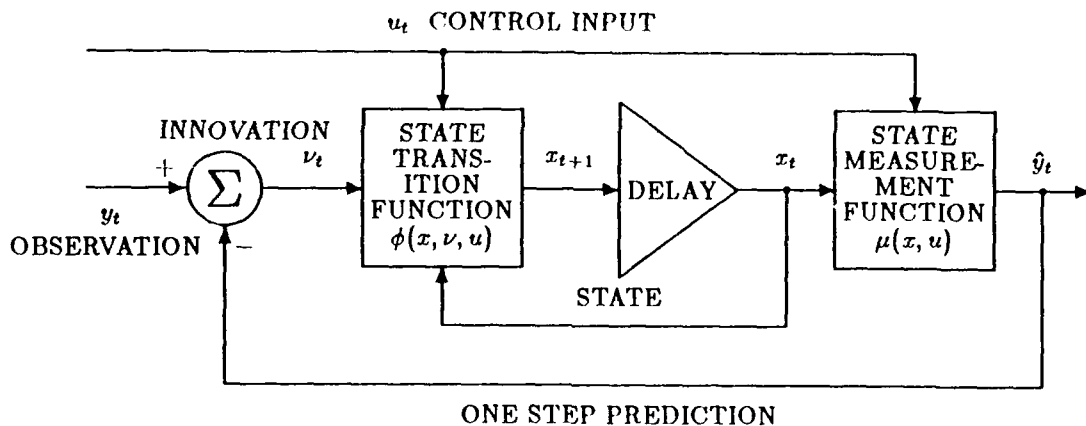 u_t CONTROL INPUT
INNOVATION
ν_t
+
Σ
−
y_t
OBSERVATION
STATE
TRANS-
ITION
FUNCTION
ϕ(x, ν, u)
x_{t+1}
DELAY
x_t
STATE
STATE
MEASURE-
MENT
FUNCTION
μ(x, u)
ŷ_t
ONE STEP PREDICTION